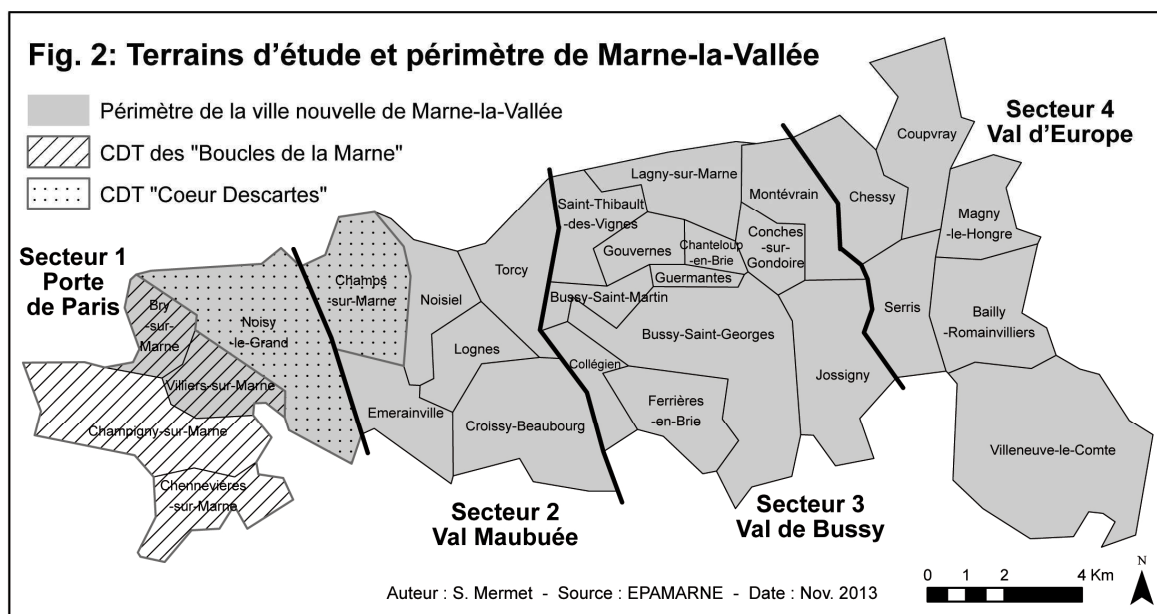 Fig. 2: Terrains d'étude et périmètre de Marne-la-Vallée
Périmètre de la ville nouvelle de Marne-la-Vallée
CDT des "Boucles de la Marne"
CDT "Coeur Descartes"
Secteur 1
Porte
de Paris
Bry
-sur-
Marne
Noisy
-le-Grand
Villiers-sur-Marne
Champigny-sur-Marne
Chennevières
-sur-Marne
Champs
-sur-Marne
Noisiel
Torcy
Lognes
Emerainville
Croissy-Beaubourg
Secteur 2
Val Maubuée
Lagny-sur-Marne
Saint-Thibault
-des-Vignes
Gouvernes
Chanteloup
-en-Brie
Conches
-sur-
Gondoire
Montévrain
Guermantes
Bussy-Saint-Martin
Bussy-Saint-Georges
Collégien
Ferrières
-en-Brie
Jossigny
Secteur 3
Val de Bussy
Secteur 4
Val d'Europe
Coupvray
Chessy
Magny
-le-Hongre
Serris
Bailly
-Romainvilliers
Villeneuve-le-Comte
Auteur : S. Mermet - Source : EPAMARNE - Date : Nov. 2013
0 1 2 4 Km
N